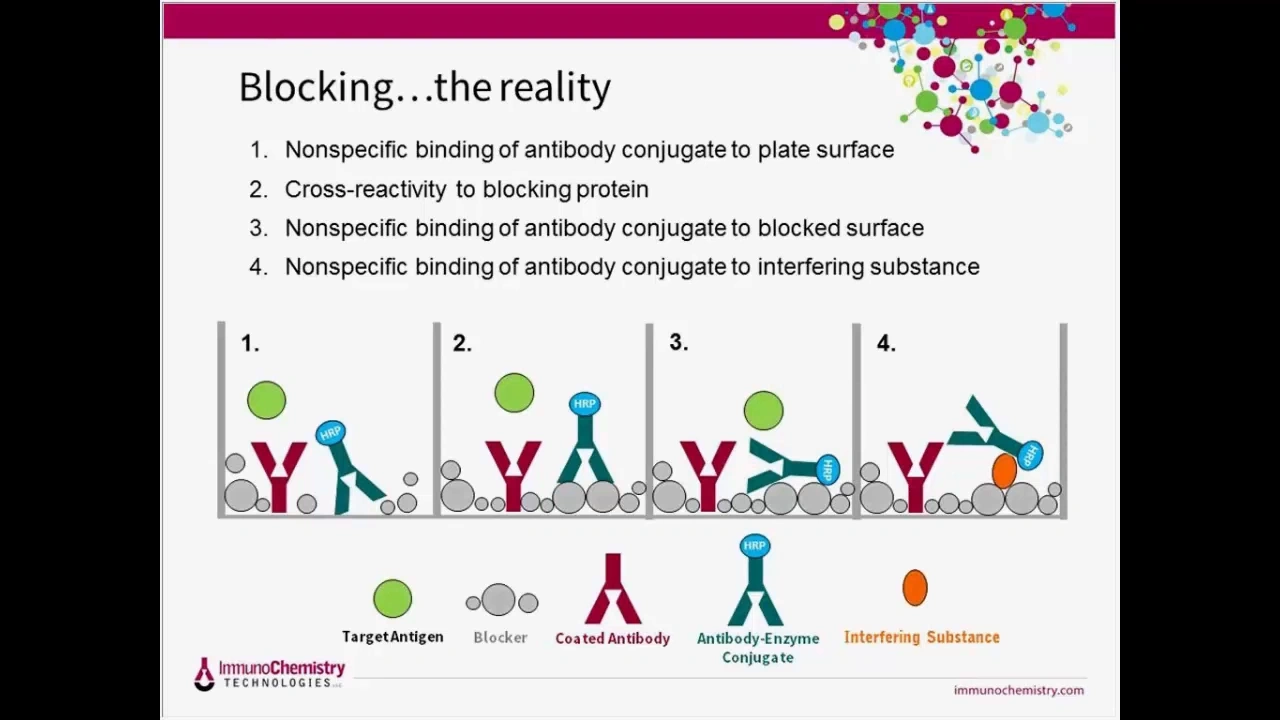 Blocking...the reality
1. Nonspecific binding of antibody conjugate to plate surface
2. Cross-reactivity to blocking protein
3. Nonspecific binding of antibody conjugate to blocked surface
4. Nonspecific binding of antibody conjugate to interfering substance
1.
2.
3.
4.
HRP
HRP
HRP
HRP
HRP
Target Antigen
Blocker
Coated Antibody
Antibody-Enzyme
Conjugate
Interfering Substance
ImmunoChemistry
TECHNOLOGIES
immunochemistry.com